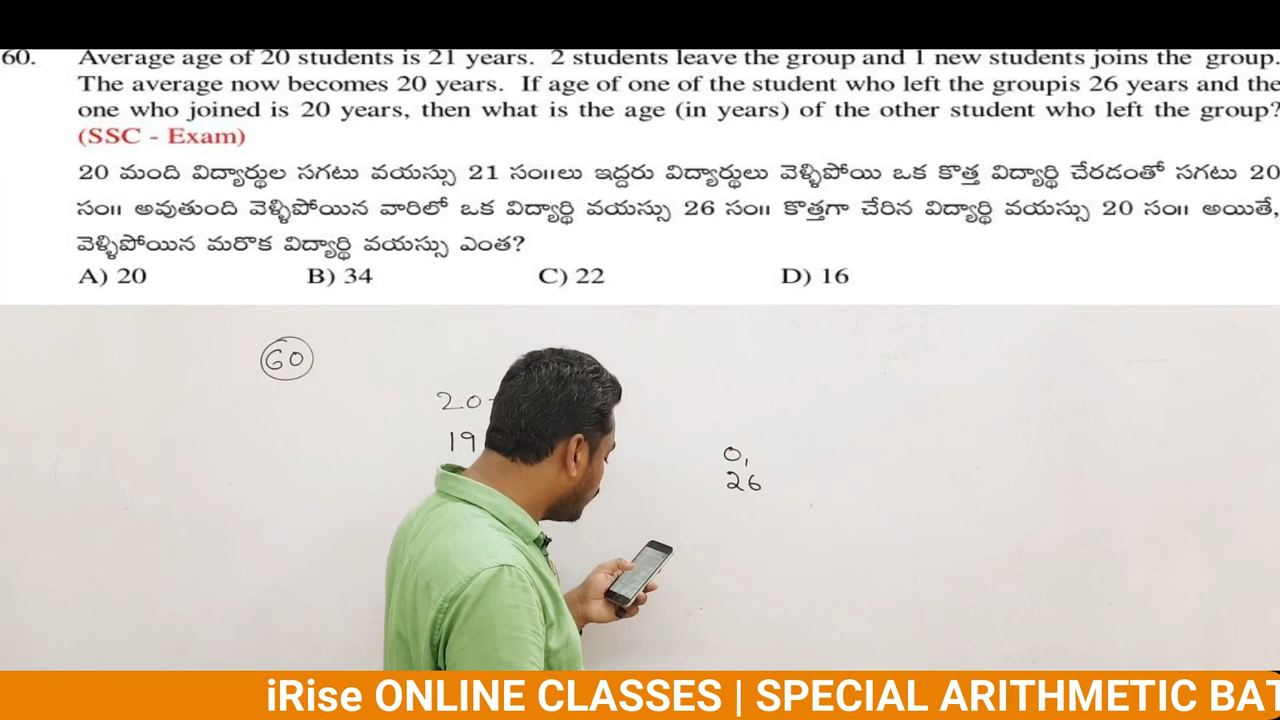 60. Average age of 20 students is 21 years. 2 students leave the group and 1 new students joins the group.
The average now becomes 20 years. If age of one of the student who left the groupis 26 years and the
one who joined is 20 years, then what is the age (in years) of the other student who left the group?
(SSC - Exam)
20 మంది విద్యార్థుల సగటు వయస్సు 21 సం॥లు ఇద్దరు విద్యార్థులు వెళ్ళిపోయి ఒక కొత్త విద్యార్థి చేరడంతో సగటు 20
సం॥ అవుతుంది వెళ్ళిపోయిన వారిలో ఒక విద్యార్థి వయస్సు 26 సం॥ కొత్తగా చేరిన విద్యార్థి వయస్సు 20 సం॥ అయితే,
వెళ్ళిపోయిన మరొక విద్యార్థి వయస్సు ఎంత?
A) 20 B) 34 C) 22 D) 16
60
20
19
0,
26
iRise ONLINE CLASSES | SPECIAL ARITHMETIC BAT